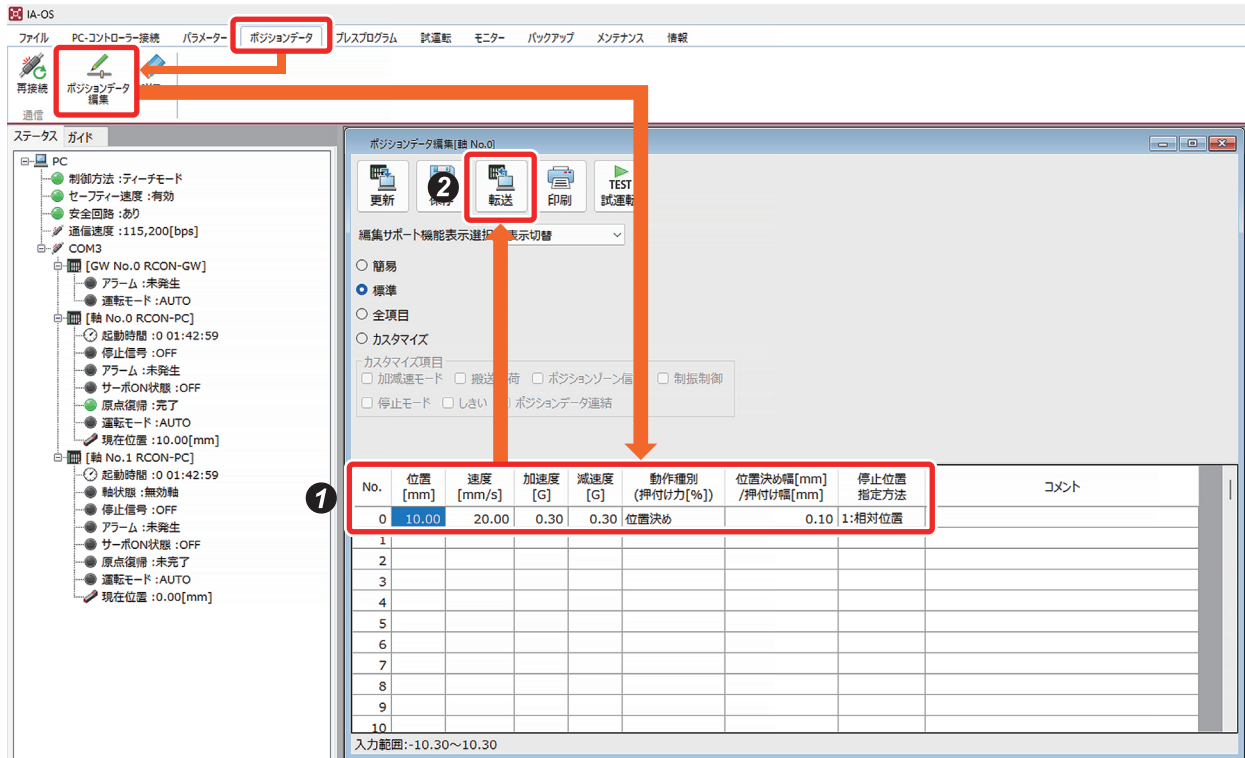 IA-OS
ファイル PC-コントローラー接続 パラメーター ポジションデータ プレスプログラム 試運転 モニター バックアップ メンテナンス 情報
再接続
ポジションデータ
編集
通信
ステータス ガイド
PC
制御方法 :ティーチモード
セーフティー速度 :有効
安全回路 :あり
通信速度 :115,200[bps]
COM3
[GW No.0 RCON-GW]
アラーム :未発生
運転モード :AUTO
[軸 No.0 RCON-PC]
起動時間 :0 01:42:59
停止信号 :OFF
アラーム :未発生
サーボON状態 :OFF
原点復帰 :完了
運転モード :AUTO
現在位置 :10.00[mm]
[軸 No.1 RCON-PC]
起動時間 :0 01:42:59
軸状態 :無効軸
停止信号 :OFF
アラーム :未発生
サーボON状態 :OFF
原点復帰 :未完了
運転モード :AUTO
現在位置 :0.00[mm]
ポジションデータ編集[軸 No.0]
更新 2 転送 印刷 TEST
試運転
編集サポート機能表示選択 表示切替
簡易
標準
全項目
カスタマイズ
カスタマイズ項目
加減速モード 搬送 荷 ポジションゾーン信 制振制御
停止モード しきい ポジションデータ連結
1
No. 位置 [mm] 速度 [mm/s] 加速度 [G] 減速度 [G] 動作種別 (押付け力[%]) 位置決め幅[mm] /押付け幅[mm] 停止位置 指定方法 コメント
0 10.00 20.00 0.30 0.30 位置決め 0.10 1:相対位置
1
2
3
4
5
6
7
8
9
10
入力範囲:-10.30～10.30